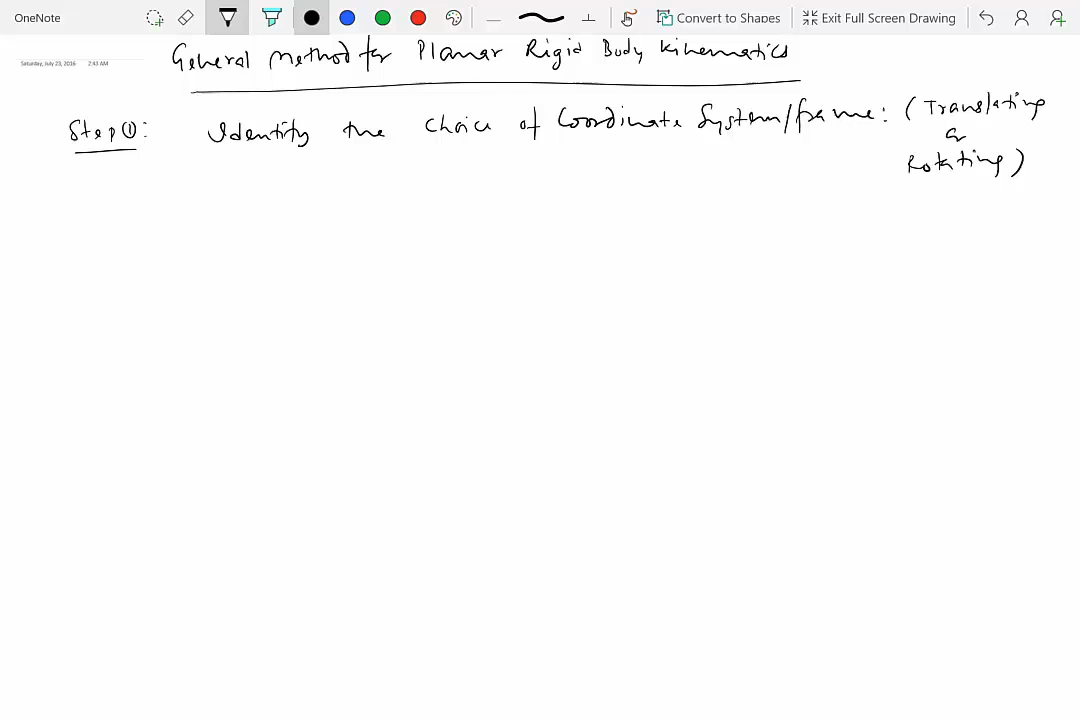 OneNote
Convert to Shapes
Exit Full Screen Drawing
Saturday, July 23, 2016 2:43 AM
General Method for Planar Rigid Body Kinematics
Step ①: Identify the choice of Coordinate System/frame: (Translating
or
Rotating)